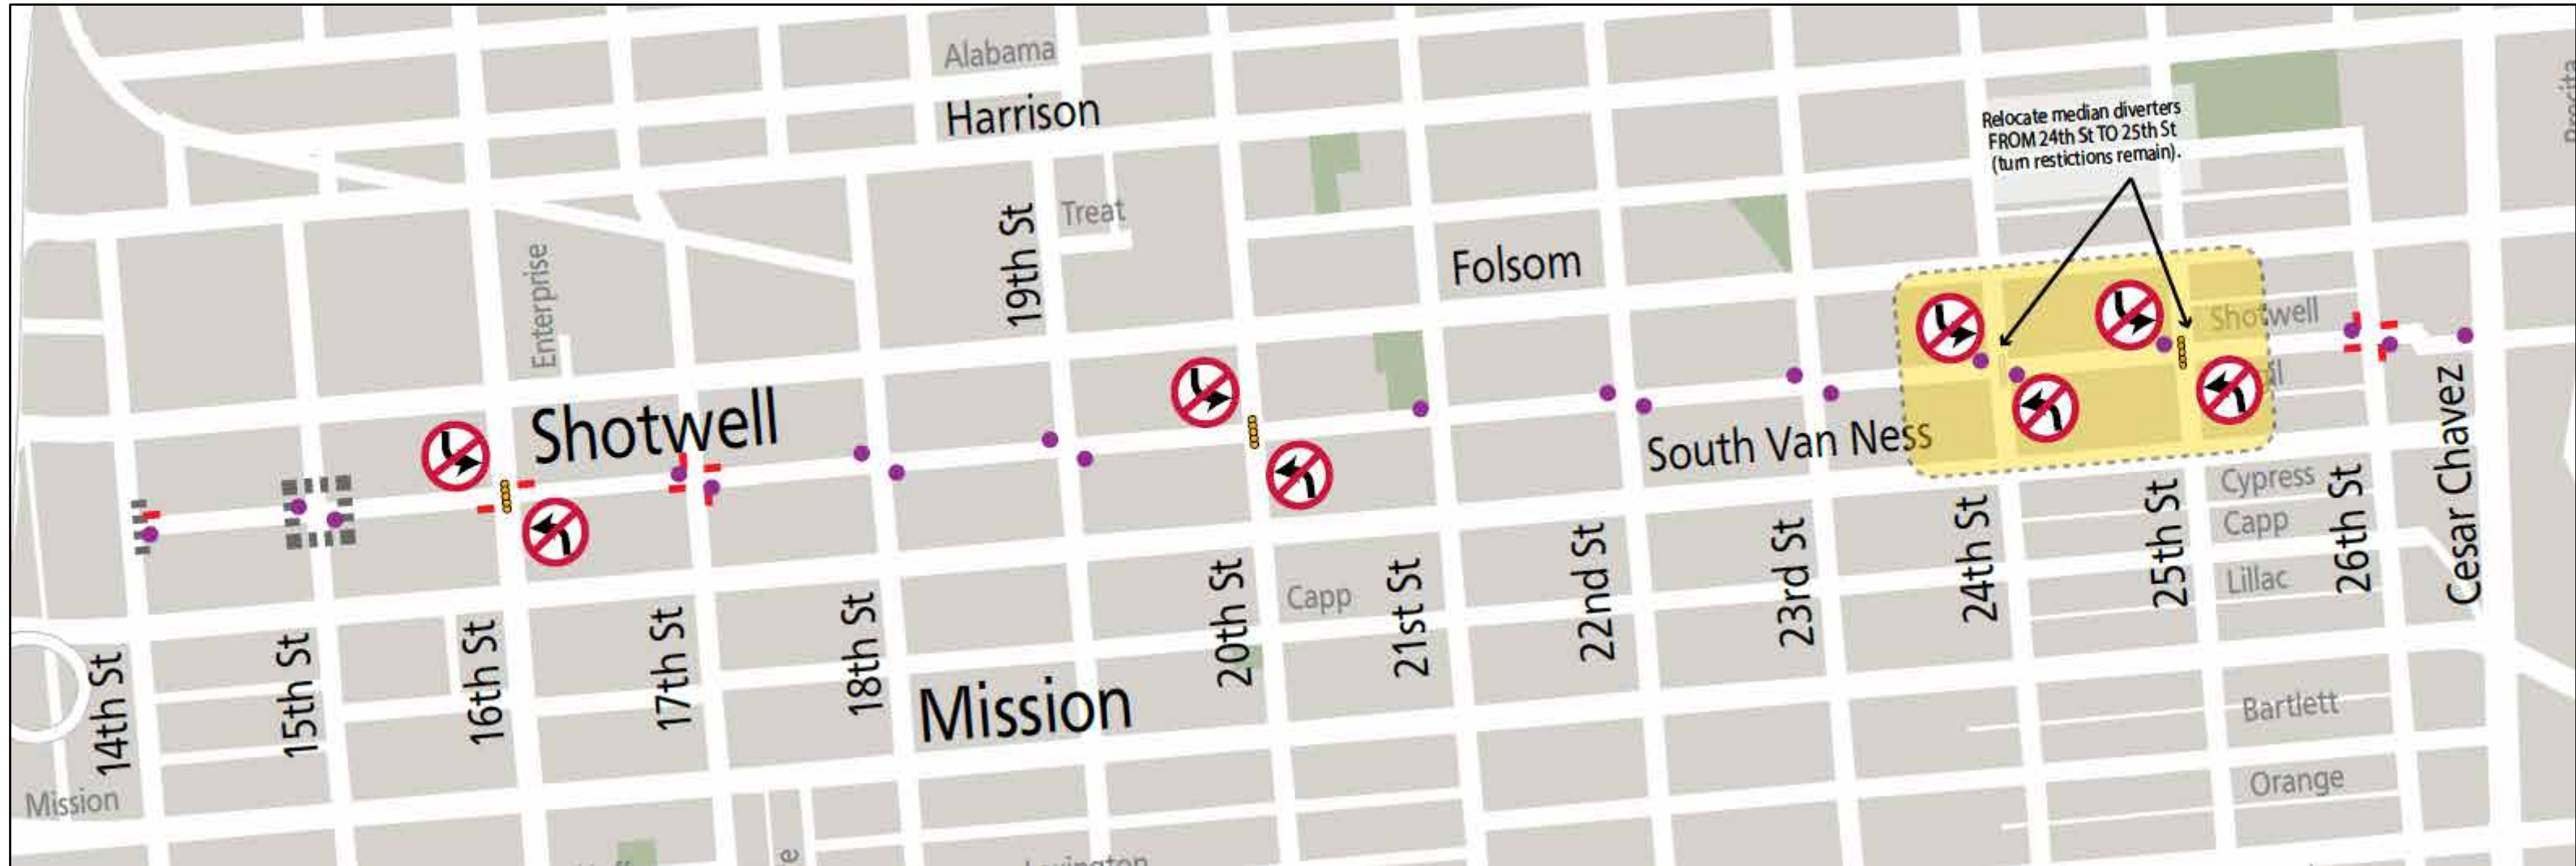 Alabama
Harrison
Relocate median diverters
FROM 24th St TO 25th St
(turn restictions remain).
19th St
Treat
Enterprise
Folsom
Shotwell
Shotwell
South Van Ness
Cypress
Capp
Lillac
Cesar Chavez
14th St
15th St
16th St
17th St
18th St
20th St
Capp
21st St
22nd St
23rd St
24th St
25th St
26th St
Mission
Bartlett
Orange
Mission